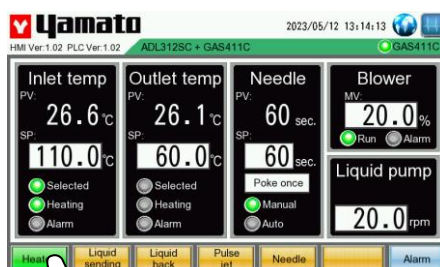 Yamato
2023/05/12 13:14:13
HMI Ver:1.02 PLC Ver:1.02
ADL312SC + GAS411C
GAS411C
Inlet temp
PV:
26.6℃
SP:
110.0℃
Selected
Heating
Alarm
Outlet temp
PV:
26.1℃
SP:
60.0℃
Selected
Heating
Alarm
Needle
PV:
60 sec.
SP:
60 sec.
Poke once
Manual
Auto
Blower
MV:
20.0 %
Run
Alarm
Liquid pump
20.0 rpm
Liquid
sending
Liquid
back
Pulse
jet
Needle
Alarm